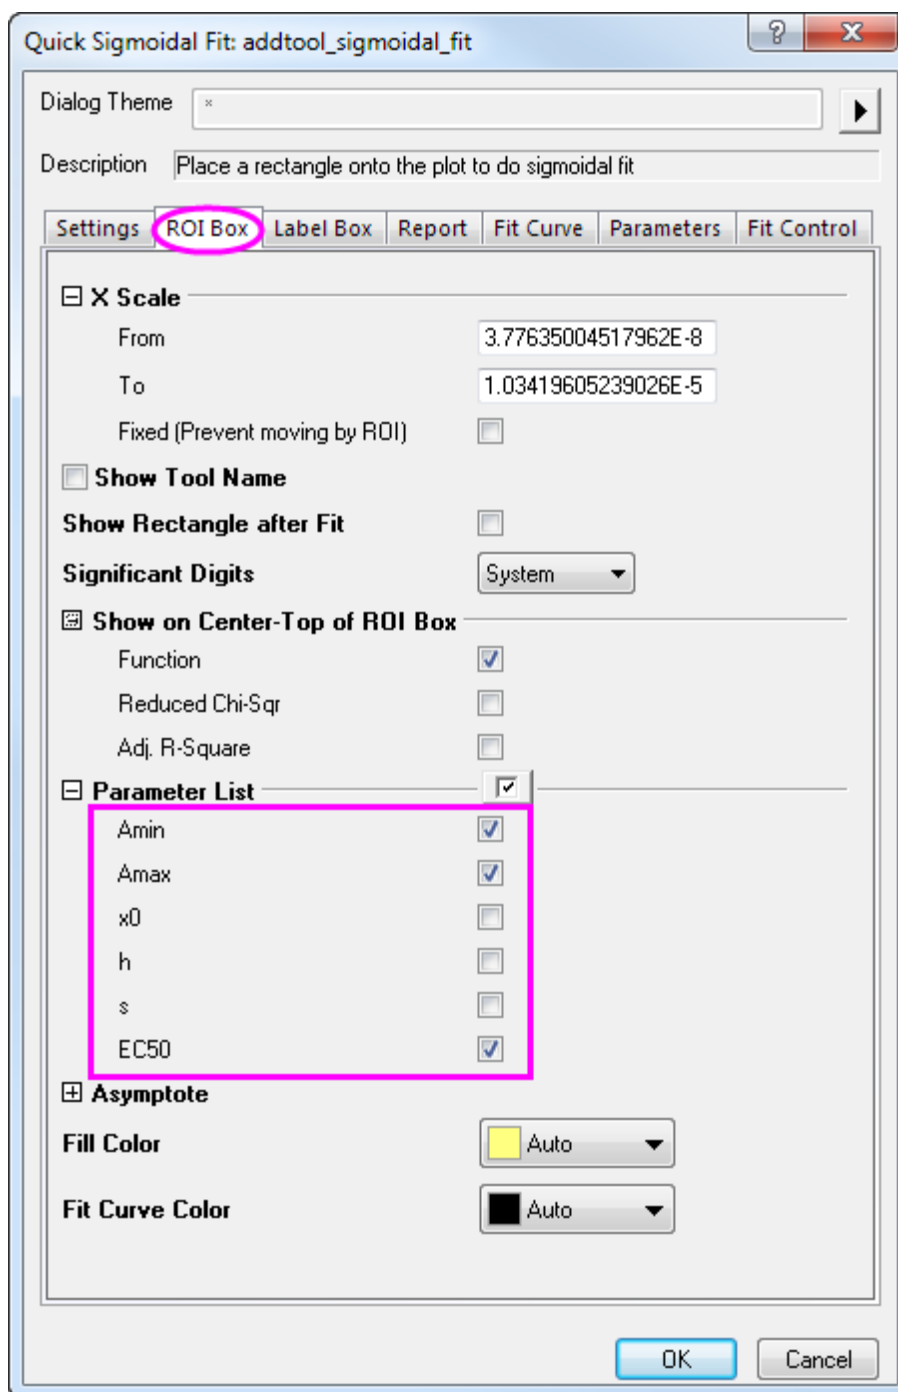 Quick Sigmoidal Fit: addtool_sigmoidal_fit
Dialog Theme *
Description Place a rectangle onto the plot to do sigmoidal fit
Settings ROI Box Label Box Report Fit Curve Parameters Fit Control
X Scale
From 3.77635004517962E-8
To 1.03419605239026E-5
Fixed (Prevent moving by ROI)
Show Tool Name
Show Rectangle after Fit
Significant Digits System
Show on Center-Top of ROI Box
Function
Reduced Chi-Sqr
Adj. R-Square
Parameter List
Amin
Amax
x0
h
s
EC50
Asymptote
Fill Color Auto
Fit Curve Color Auto
OK Cancel